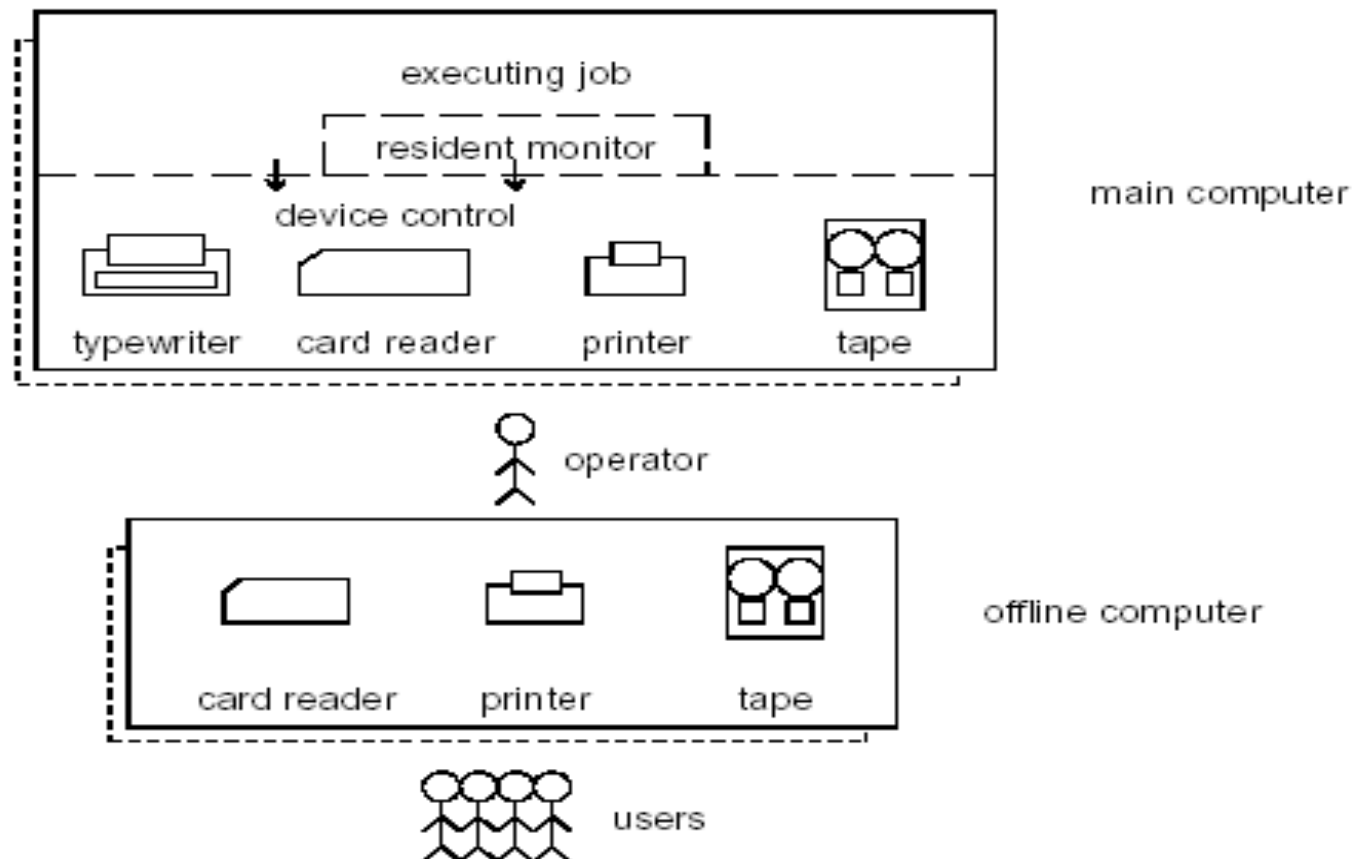 executing job
resident monitor
main computer
device control
typewriter card reader printer tape
operator
offline computer
card reader printer tape
users